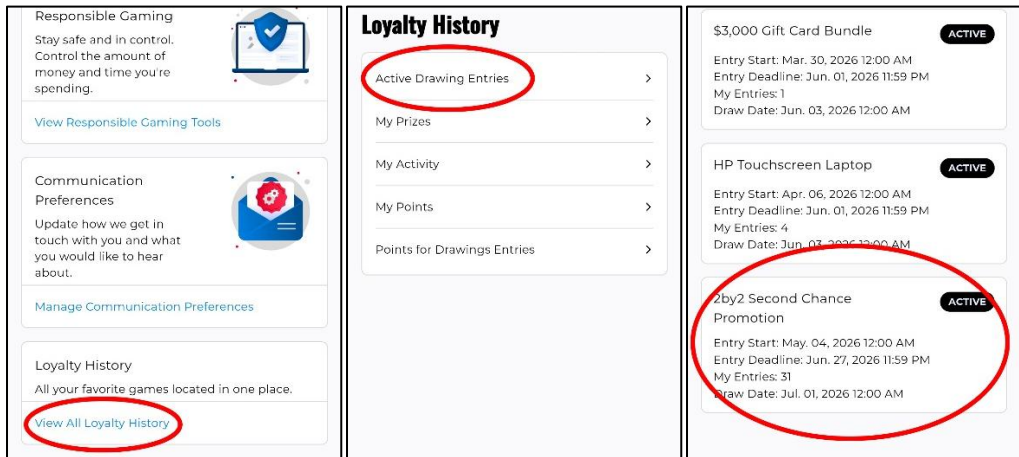 Responsible Gaming
Stay safe and in control.
Control the amount of
money and time you're
spending.
View Responsible Gaming Tools
Communication
Preferences
Update how we get in
touch with you and what
you would like to hear
about.
Manage Communication Preferences
Loyalty History
All your favorite games located in one place.
View All Loyalty History
Loyalty History
Active Drawing Entries
My Prizes
My Activity
My Points
Points for Drawings Entries
$3,000 Gift Card Bundle
ACTIVE
Entry Start: Mar. 30, 2026 12:00 AM
Entry Deadline: Jun. 01, 2026 11:59 PM
My Entries: 1
Draw Date: Jun. 03, 2026 12:00 AM
HP Touchscreen Laptop
ACTIVE
Entry Start: Apr. 06, 2026 12:00 AM
Entry Deadline: Jun. 01, 2026 11:59 PM
My Entries: 4
Draw Date: Jun. 03, 2026 12:00 AM
2by2 Second Chance
Promotion
ACTIVE
Entry Start: May. 04, 2026 12:00 AM
Entry Deadline: Jun. 27, 2026 11:59 PM
My Entries: 31
Draw Date: Jul. 01, 2026 12:00 AM